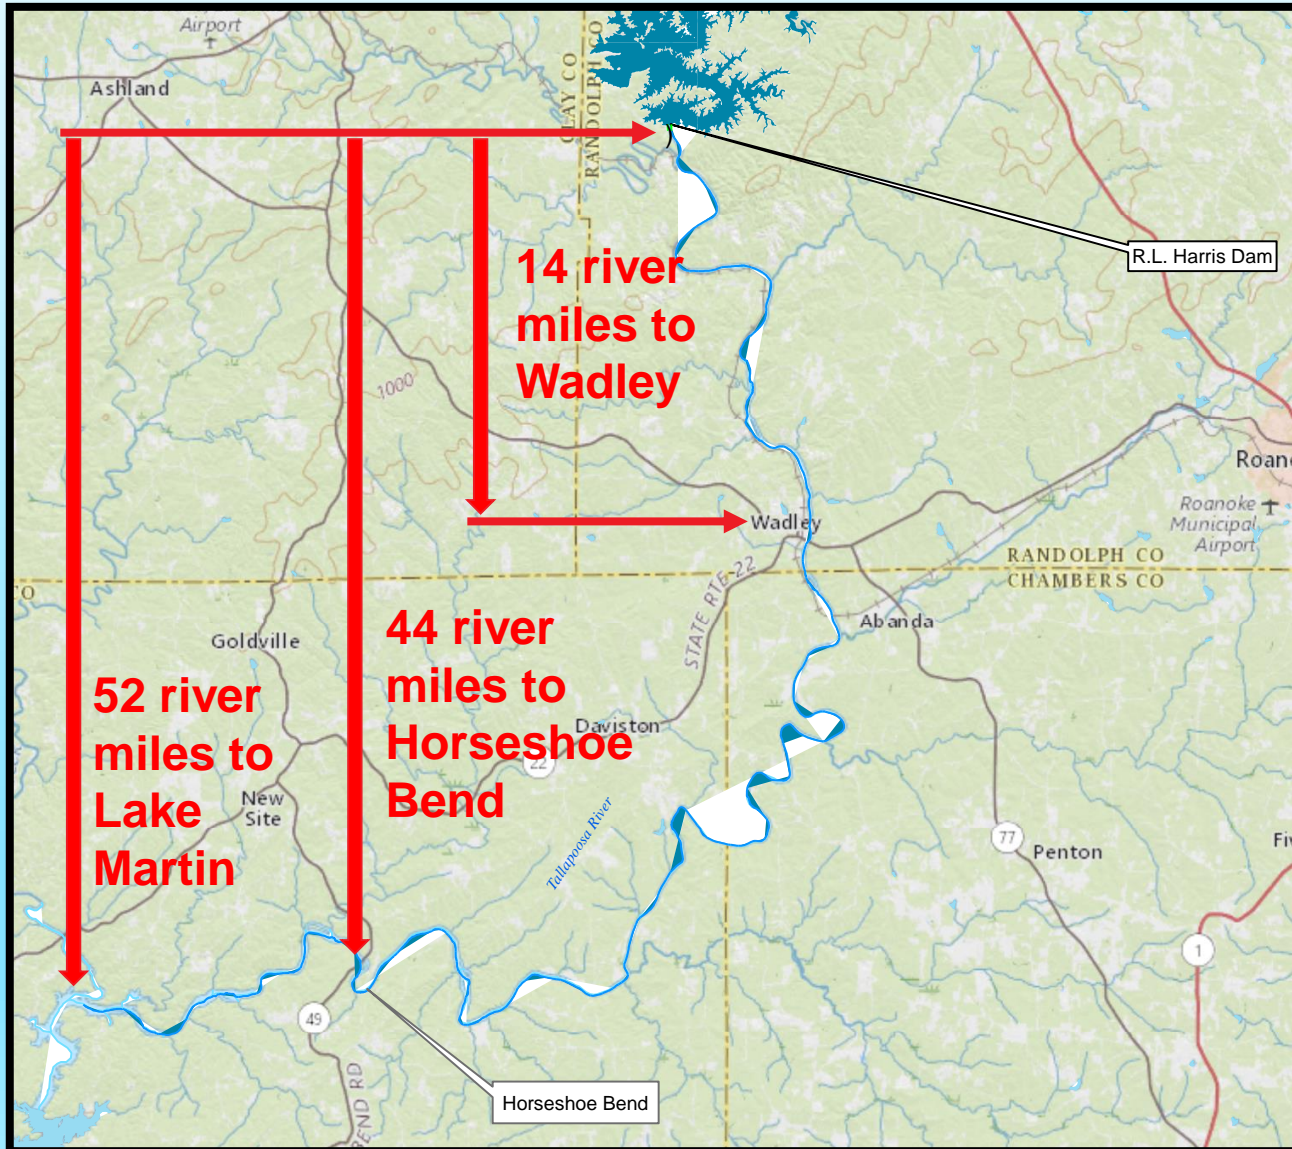 Airport
Ashland
CLAY CO
RANDOLPH CO
R.L. Harris Dam
14 river
miles to
Wadley
1000
Roano
Roanoke
Municipal
Airport
Wadley
RANDOLPH CO
CHAMBERS CO
CO
STATE RTE 22
Abanda
Goldville
44 river
miles to
Horseshoe
Bend
52 river
miles to
Lake
Martin
Daviston
22
New
Site
Tallapoosa River
77
Penton
Fi
1
49
BEND RD
Horseshoe Bend